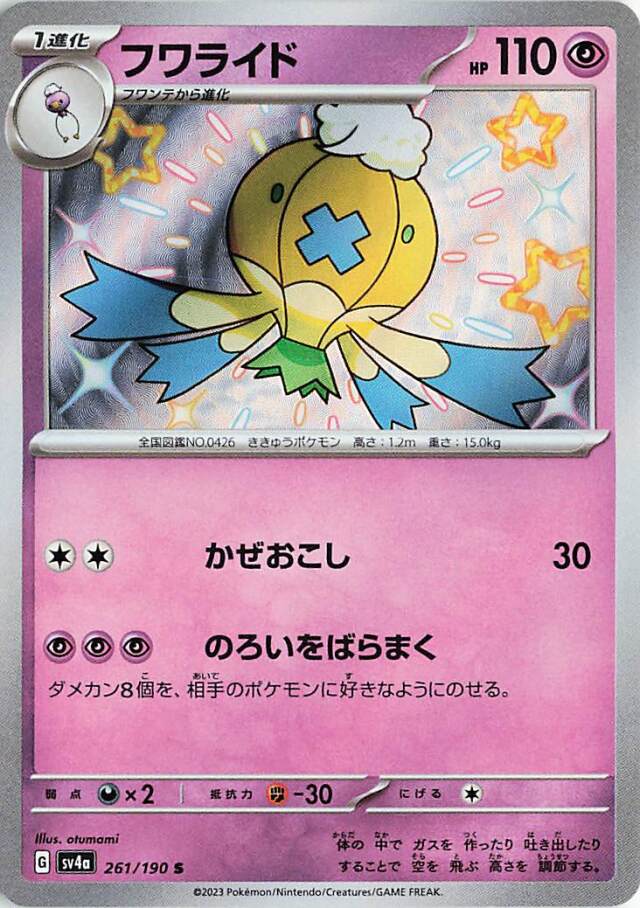 1進化
フワライド
HP 110
フワンテから進化
全国図鑑NO.0426 ききゅうポケモン 高さ:1.2m 重さ:15.0kg
かぜおこし 30
のろいをばらまく
ダメカン8個を、相手のポケモンに好きなようにのせる。
弱点 ×2 抵抗力 -30 にげる
Illus. otumami
体の中で ガスを 作ったり 吐き出したり
することで 空を 飛ぶ 高さを 調節する。
G sv4a 261/190 S
©2023 Pokémon/Nintendo/Creatures/GAME FREAK.